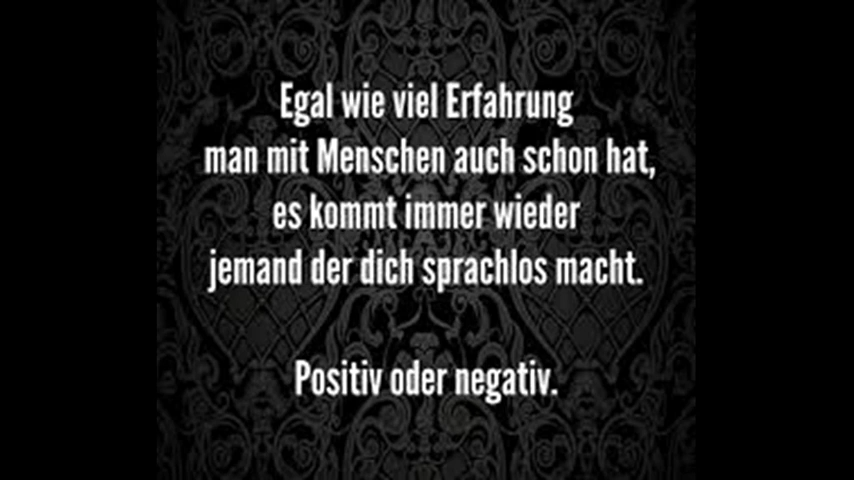 Egal wie viel Erfahrung
man mit Menschen auch schon hat,
es kommt immer wieder
jemand der dich sprachlos macht.
Positiv oder negativ.